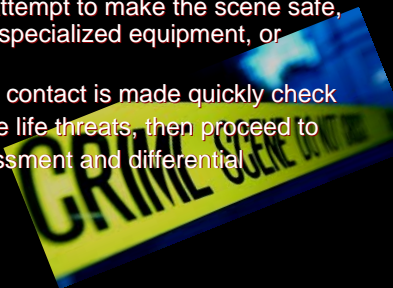 ttempt to make the scene safe,
specialized equipment, or
contact is made quickly check
e life threats, then proceed to
ssment and differential
CRIME SCENE DO NOT